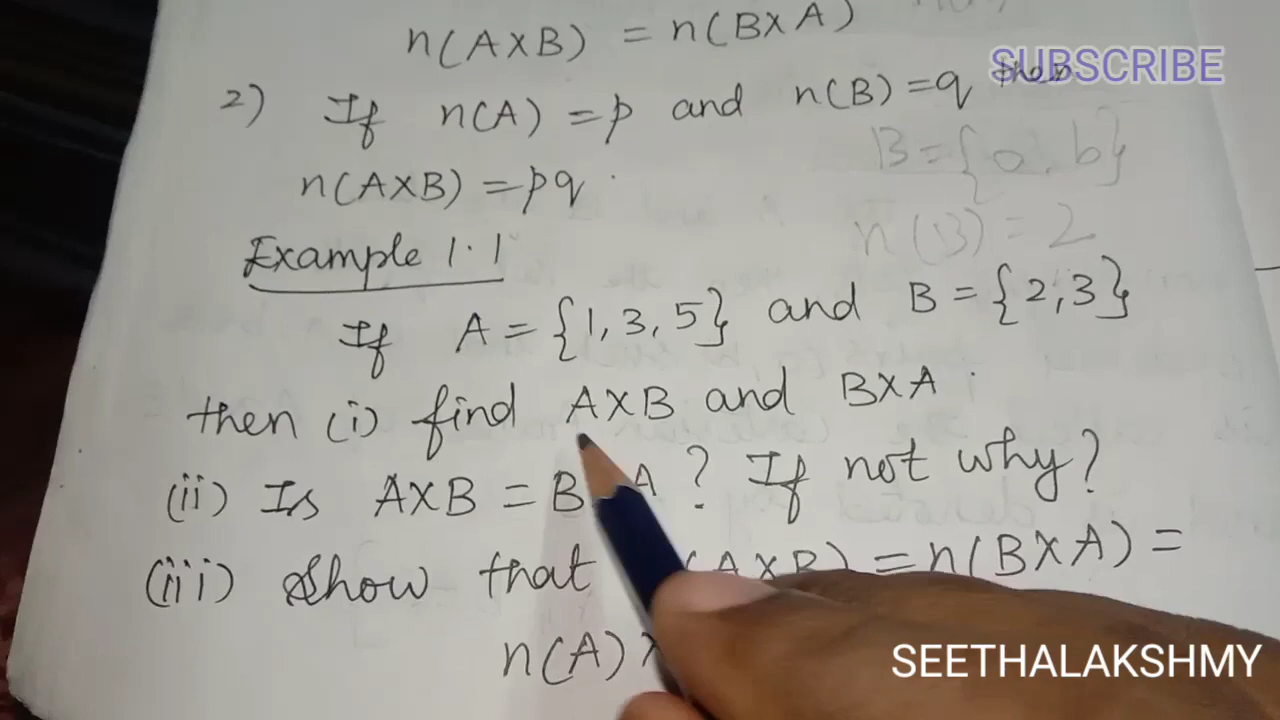 n(A×B) = n(B×A)
SUBSCRIBE
2) If n(A) = p and n(B) = q then
B = {a, b}
n(A×B) = pq.
n(B) = 2
Example 1.1
If A = {1, 3, 5} and B = {2, 3}
then (i) find A×B and B×A.
(ii) Is A×B = B A ? If not why?
(iii) Show that (A×B) = n(B×A) =
n(A) ×
SEETHALAKSHMY